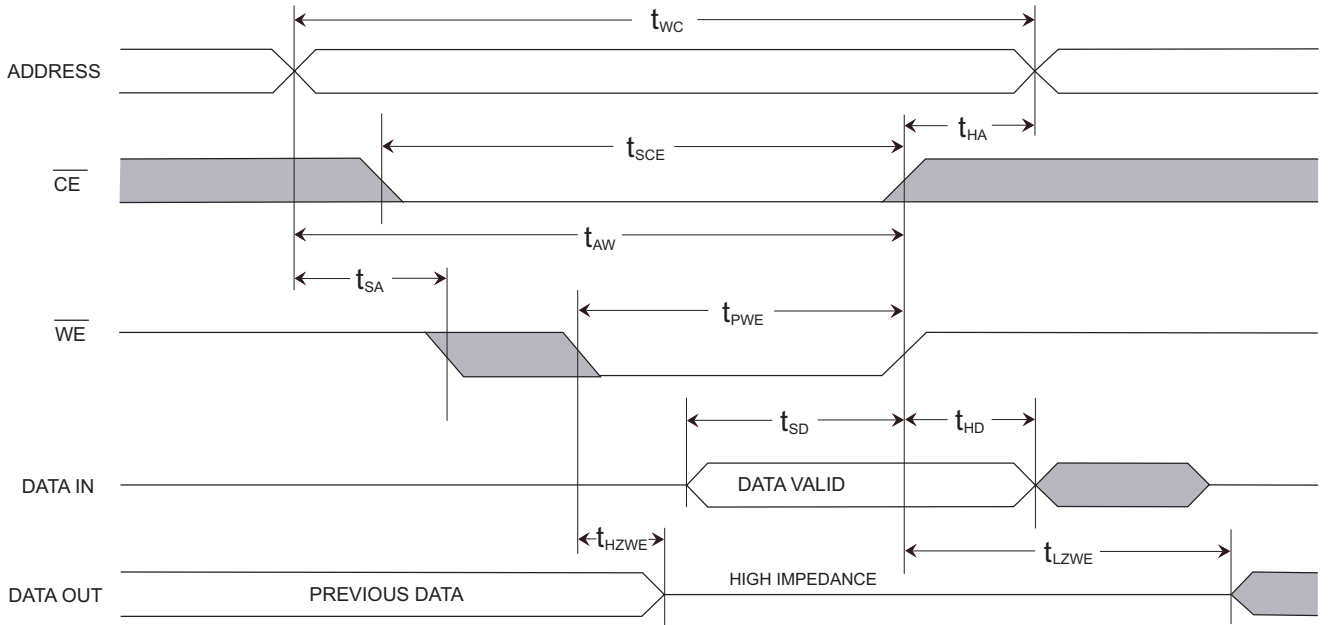 tWC
ADDRESS
tHA
tSCE
CE
tAW
tSA
tPWE
WE
tSD
tHD
DATA IN
DATA VALID
tHZWE
tLZWE
DATA OUT
PREVIOUS DATA
HIGH IMPEDANCE